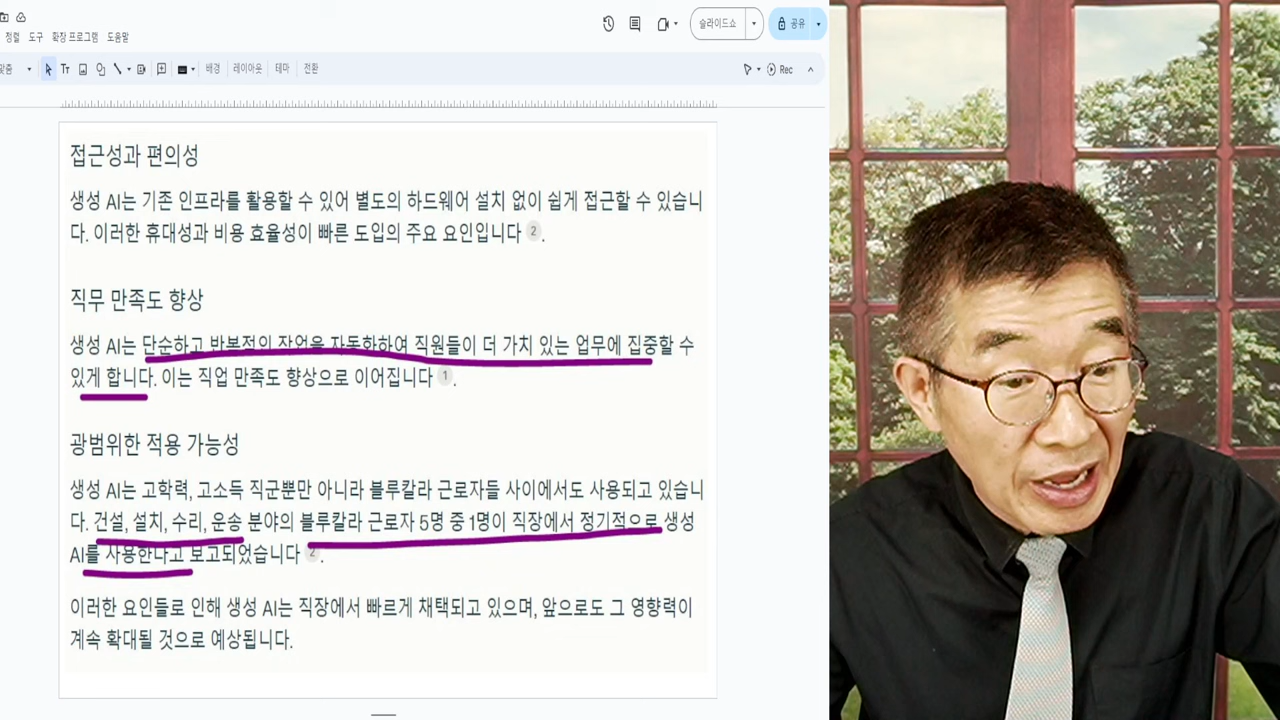 정렬 도구 확장 프로그램 도움말
슬라이드쇼
공유
맞춤
Tт
배경 레이아웃 테마 전환
Rec
접근성과 편의성
생성 AI는 기존 인프라를 활용할 수 있어 별도의 하드웨어 설치 없이 쉽게 접근할 수 있습니
다. 이러한 휴대성과 비용 효율성이 빠른 도입의 주요 요인입니다 2.
직무 만족도 향상
생성 AI는 단순하고 반복적인 작업을 자동화하여 직원들이 더 가치 있는 업무에 집중할 수
있게 합니다. 이는 직업 만족도 향상으로 이어집니다 1.
광범위한 적용 가능성
생성 AI는 고학력, 고소득 직군뿐만 아니라 블루칼라 근로자들 사이에서도 사용되고 있습니
다. 건설, 설치, 수리, 운송 분야의 블루칼라 근로자 5명 중 1명이 직장에서 정기적으로 생성
AI를 사용한다고 보고되었습니다 2.
이러한 요인들로 인해 생성 AI는 직장에서 빠르게 채택되고 있으며, 앞으로도 그 영향력이
계속 확대될 것으로 예상됩니다.